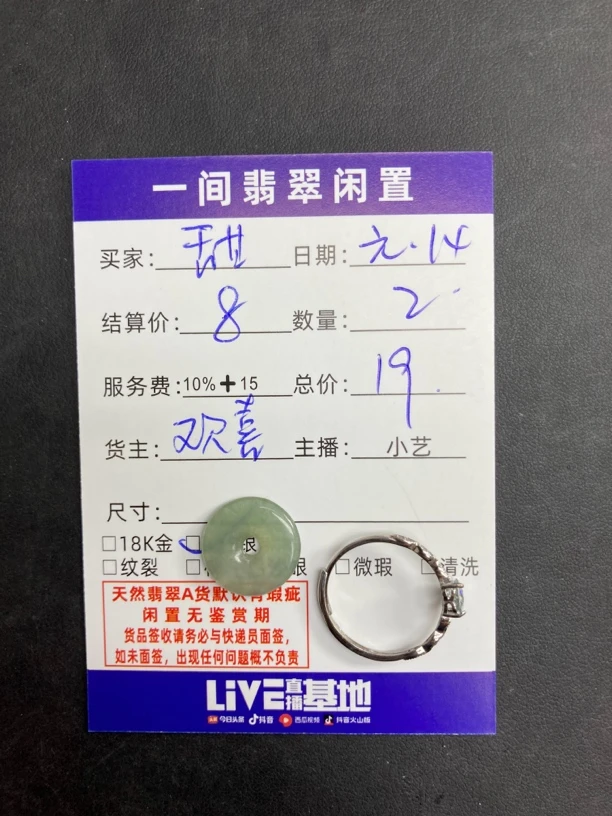 一间翡翠闲置
买家: 甜 日期: 元.14
结算价: 8 数量: 2
服务费: 10%+15 总价: 19.
货主: 欢喜 主播: 小艺
尺寸:
□18K金 □ 银
□纹裂 □ □微瑕 □清洗
天然翡翠A货默认有瑕疵
闲置无鉴赏期
货品签收请务必与快递员面签,
如未面签,出现任何问题概不负责
LIVE直播基地
头条 今日头条 抖音 西瓜视频 抖音火山版